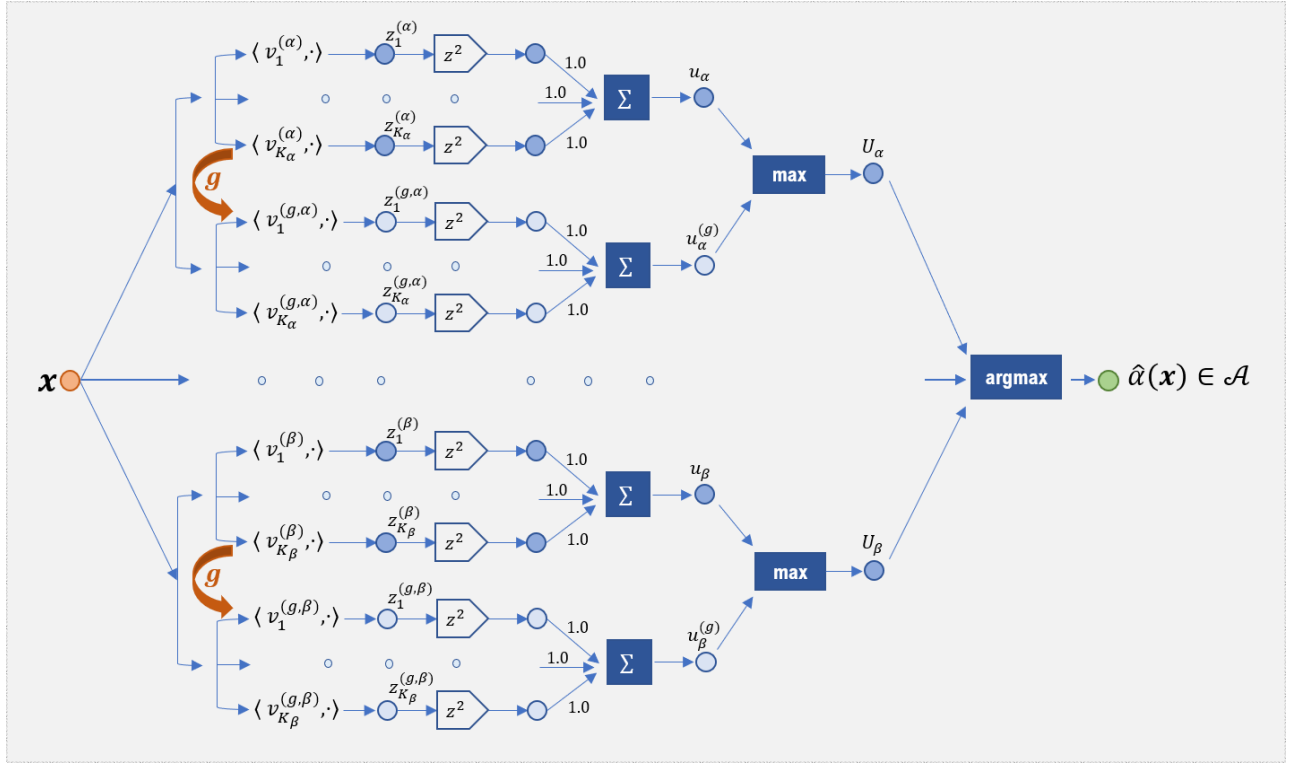 ⟨ v₁^(α),·⟩ z₁^(α) z² 1.0
1.0 Σ u_α
⟨ v_{K_α}^(α),·⟩ z_{K_α}^(α) z² 1.0
g
max U_α
⟨ v₁^(g,α),·⟩ z₁^(g,α) z² 1.0
1.0 Σ u_α^(g)
⟨ v_{K_α}^(g,α),·⟩ z_{K_α}^(g,α) z² 1.0
x argmax α̂(x) ∈ 𝒜
⟨ v₁^(β),·⟩ z₁^(β) z² 1.0
1.0 Σ u_β
⟨ v_{K_β}^(β),·⟩ z_{K_β}^(β) z² 1.0
g
max U_β
⟨ v₁^(g,β),·⟩ z₁^(g,β) z² 1.0
1.0 Σ u_β^(g)
⟨ v_{K_β}^(g,β),·⟩ z_{K_β}^(g,β) z² 1.0